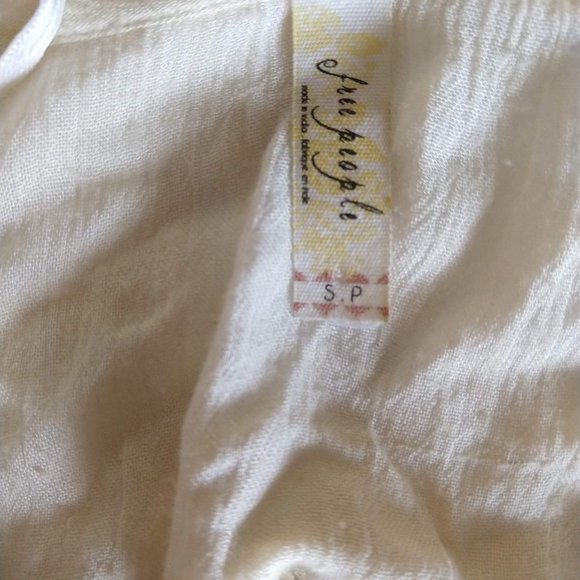 free people
made in india . fabriqué en inde
S.P